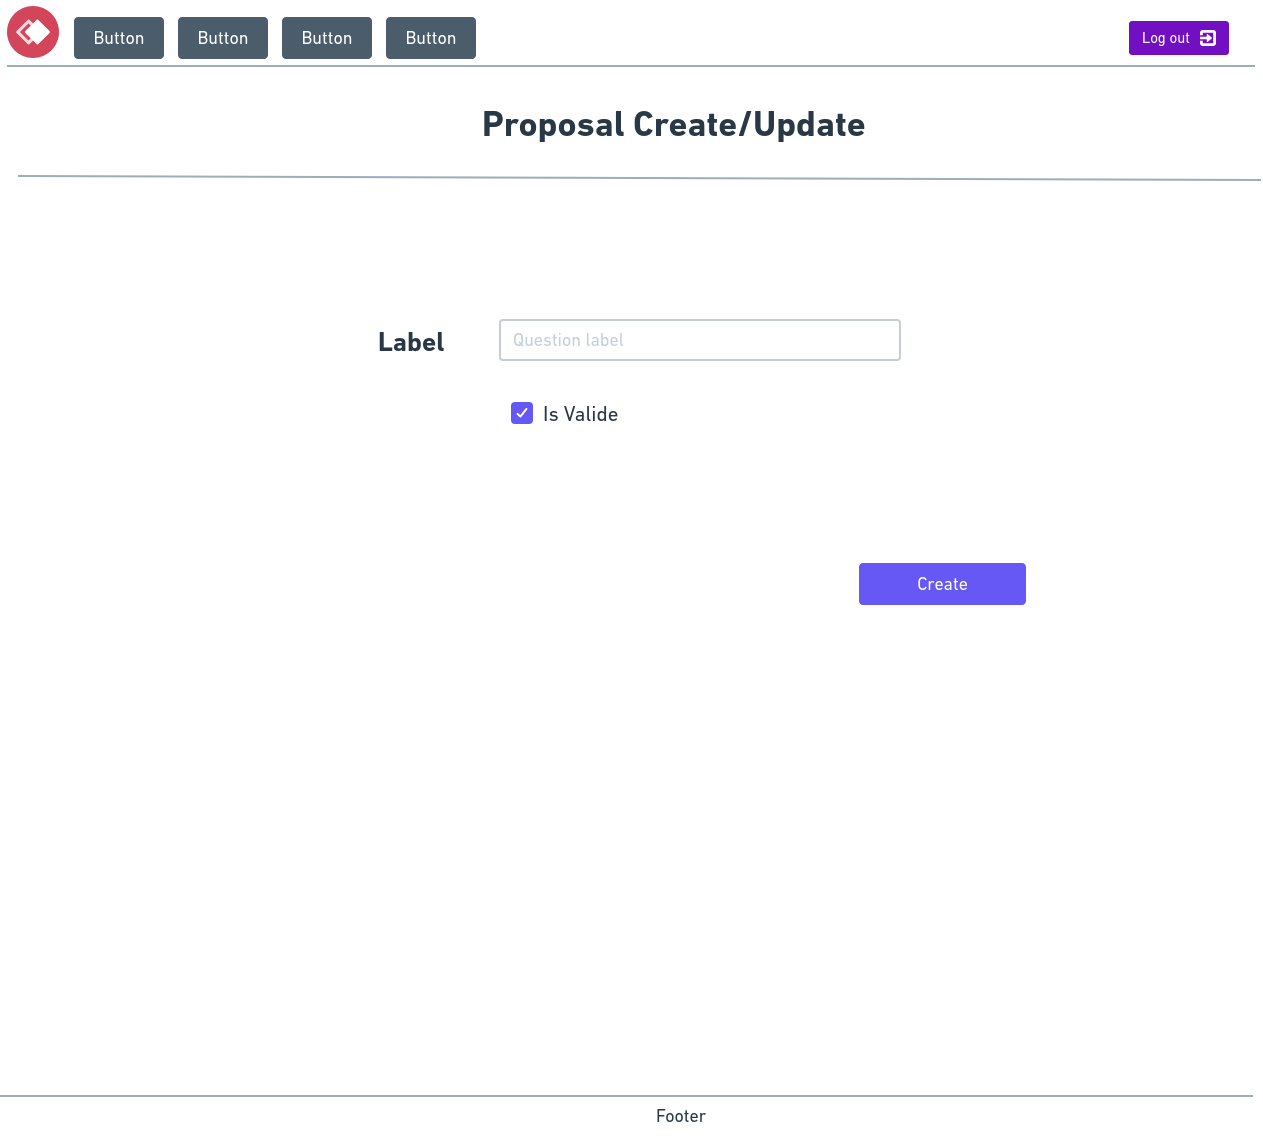 Button Button Button Button Log out
Proposal Create/Update
Label Question label
Is Valide
Create
Footer